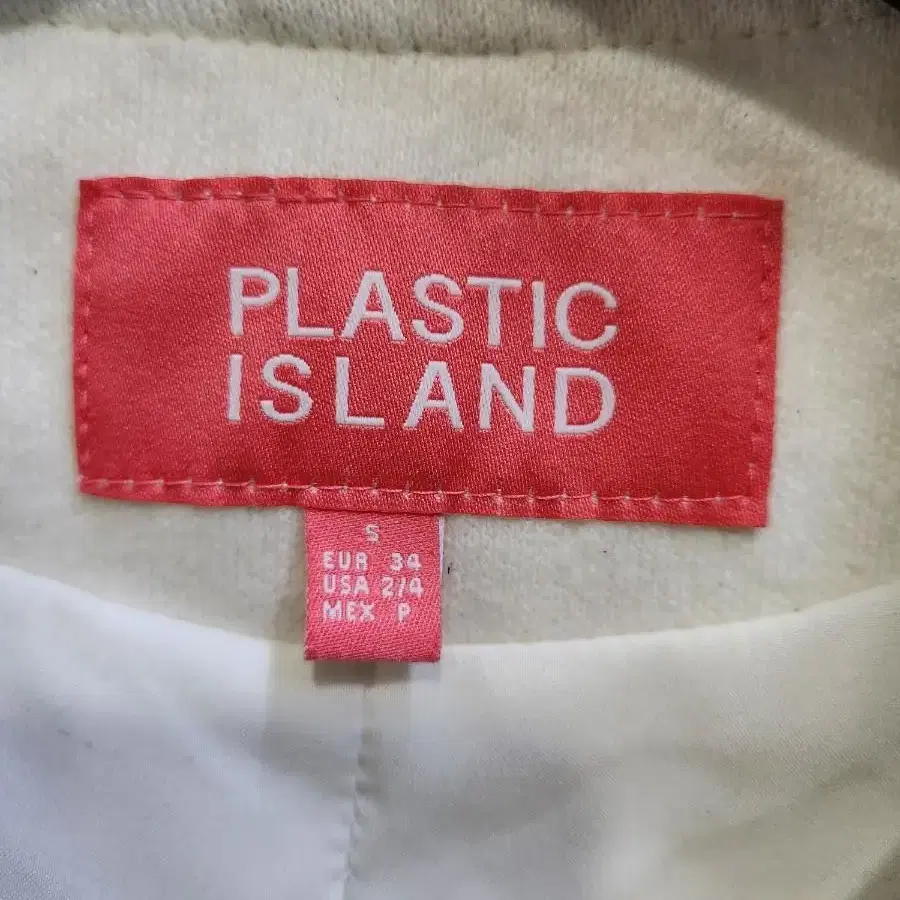 PLASTIC
ISLAND
S
EUR 34
USA 2/4
MEX P